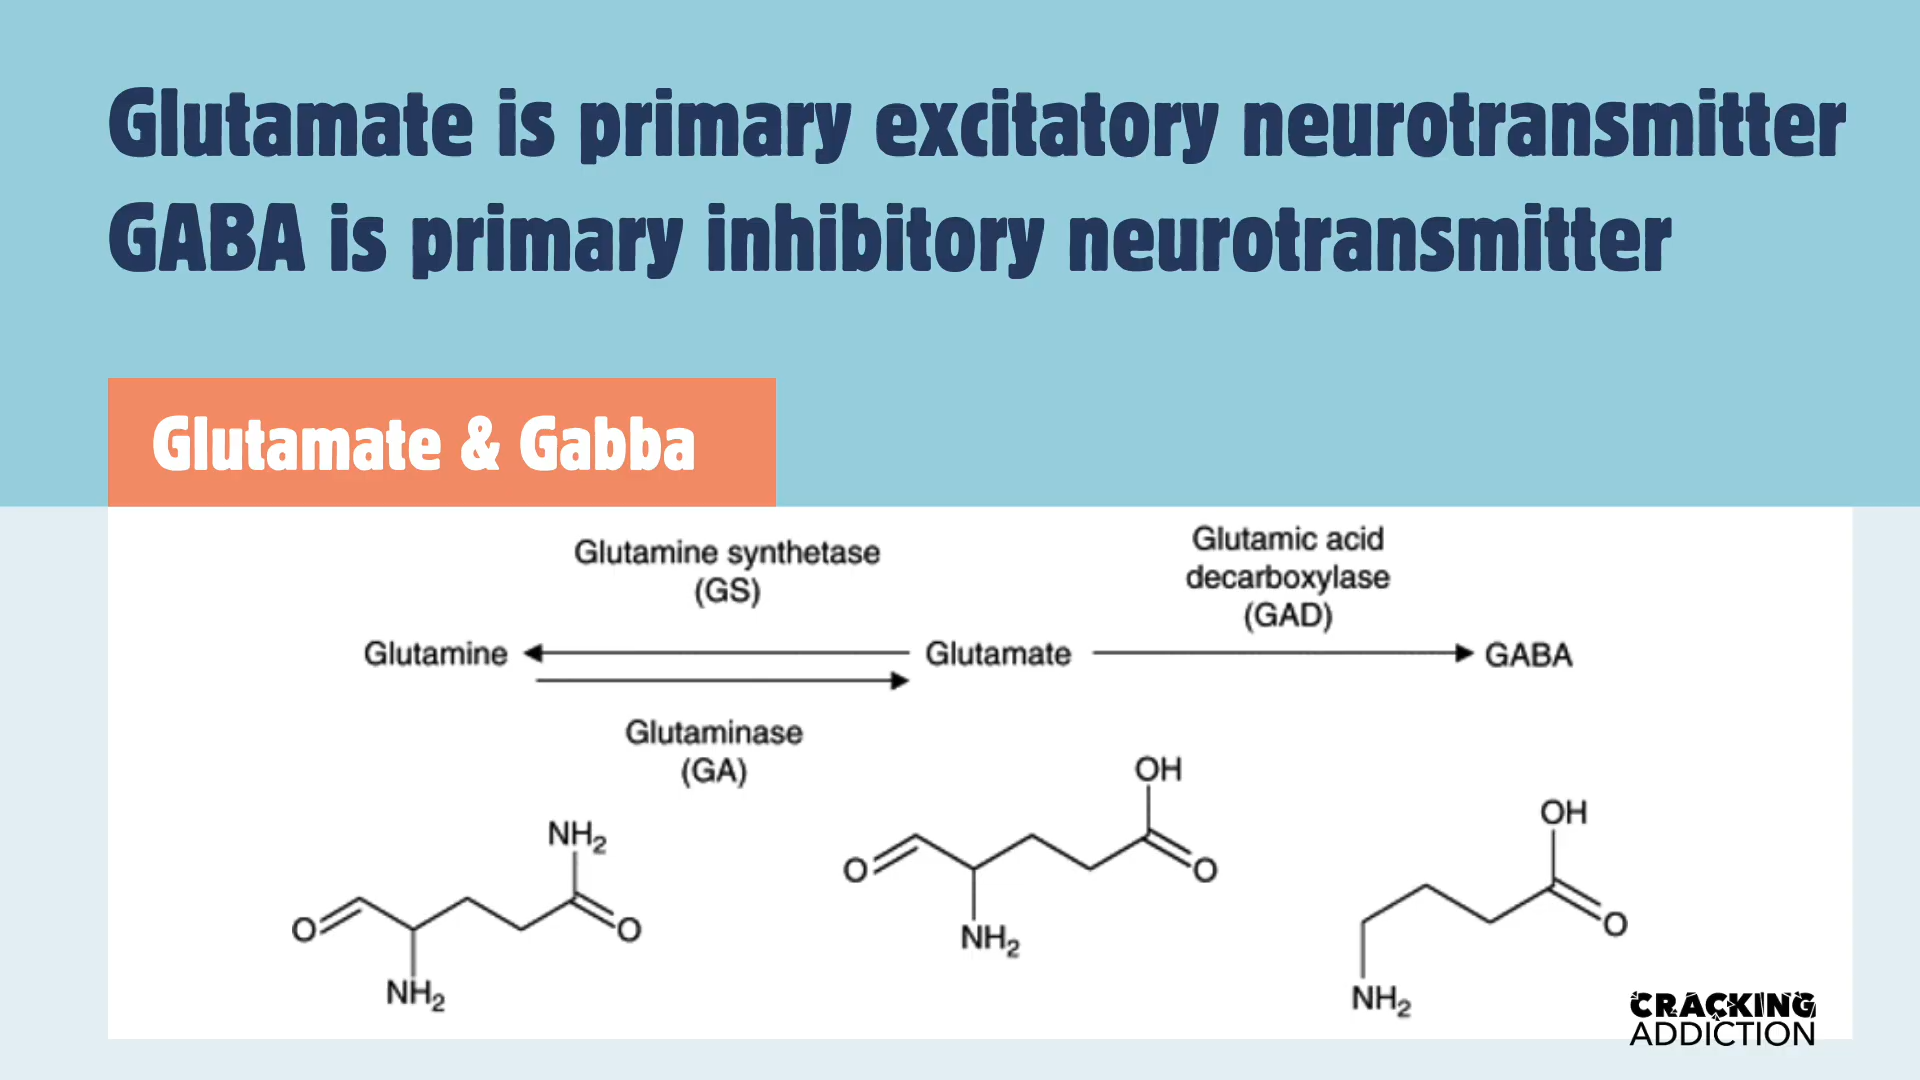 Glutamate is primary excitatory neurotransmitter
GABA is primary inhibitory neurotransmitter
Glutamate & Gabba
Glutamine synthetase
(GS)
Glutamic acid
decarboxylase
(GAD)
Glutamine
Glutamate
GABA
Glutaminase
(GA)
NH2
O
O
NH2
OH
O
O
NH2
OH
O
NH2
CRACKING
ADDICTION